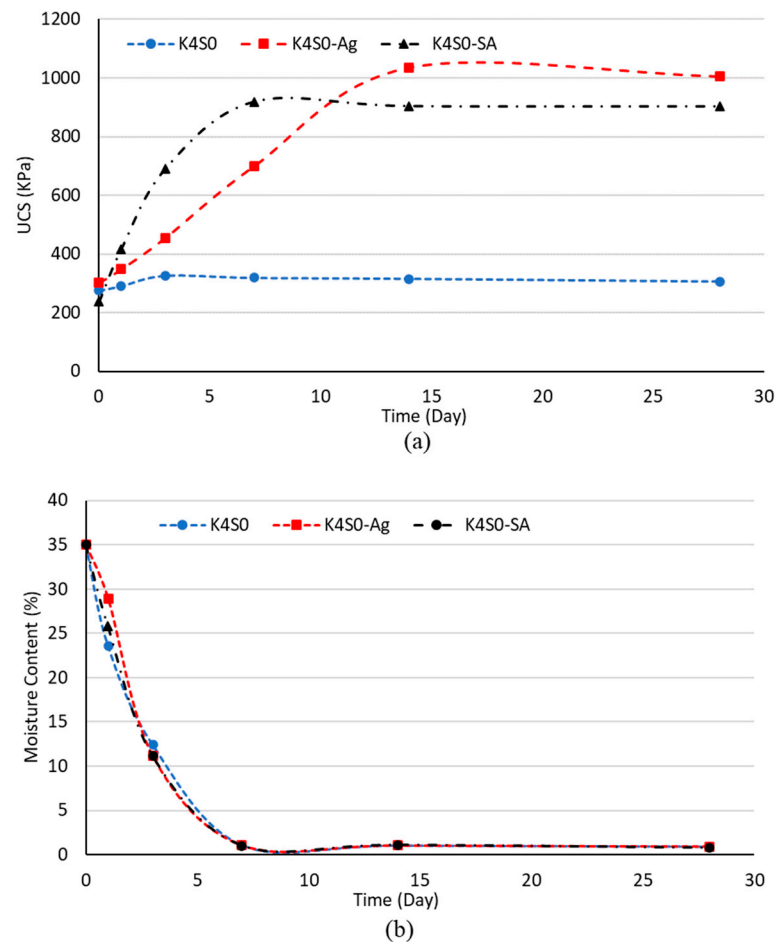 1200
K4S0 K4S0-Ag K4S0-SA
1000
800
600
400
200
0
UCS (KPa)
0 5 10 15 20 25 30
Time (Day)
(a)
40
K4S0 K4S0-Ag K4S0-SA
35
30
25
20
15
10
5
0
Moisture Content (%)
0 5 10 15 20 25 30
Time (Day)
(b)